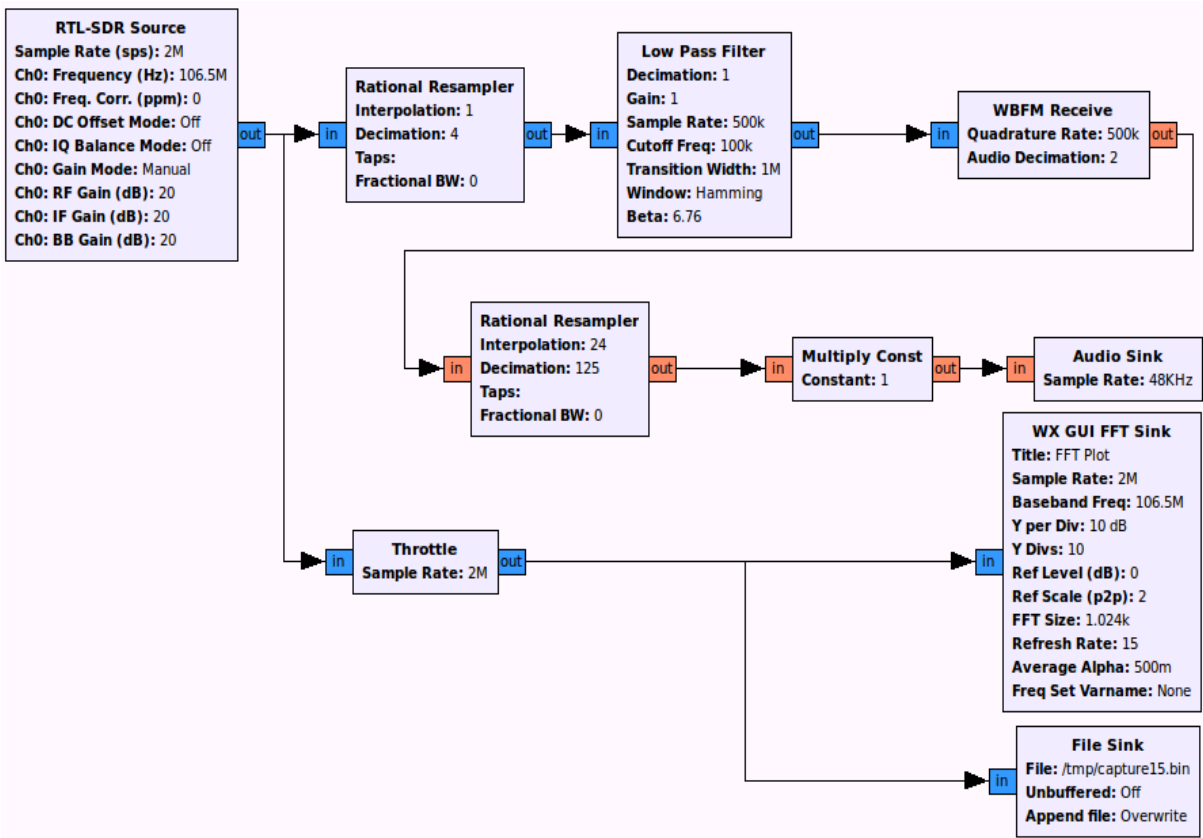 RTL-SDR Source
Sample Rate (sps): 2M
Ch0: Frequency (Hz): 106.5M
Ch0: Freq. Corr. (ppm): 0
Ch0: DC Offset Mode: Off
Ch0: IQ Balance Mode: Off
Ch0: Gain Mode: Manual
Ch0: RF Gain (dB): 20
Ch0: IF Gain (dB): 20
Ch0: BB Gain (dB): 20
out
in
Rational Resampler
Interpolation: 1
Decimation: 4
Taps:
Fractional BW: 0
out
in
Low Pass Filter
Decimation: 1
Gain: 1
Sample Rate: 500k
Cutoff Freq: 100k
Transition Width: 1M
Window: Hamming
Beta: 6.76
out
in
WBFM Receive
Quadrature Rate: 500k
Audio Decimation: 2
out
in
Rational Resampler
Interpolation: 24
Decimation: 125
Taps:
Fractional BW: 0
out
in
Multiply Const
Constant: 1
out
in
Audio Sink
Sample Rate: 48KHz
in
Throttle
Sample Rate: 2M
out
in
WX GUI FFT Sink
Title: FFT Plot
Sample Rate: 2M
Baseband Freq: 106.5M
Y per Div: 10 dB
Y Divs: 10
Ref Level (dB): 0
Ref Scale (p2p): 2
FFT Size: 1.024k
Refresh Rate: 15
Average Alpha: 500m
Freq Set Varname: None
in
File Sink
File: /tmp/capture15.bin
Unbuffered: Off
Append file: Overwrite